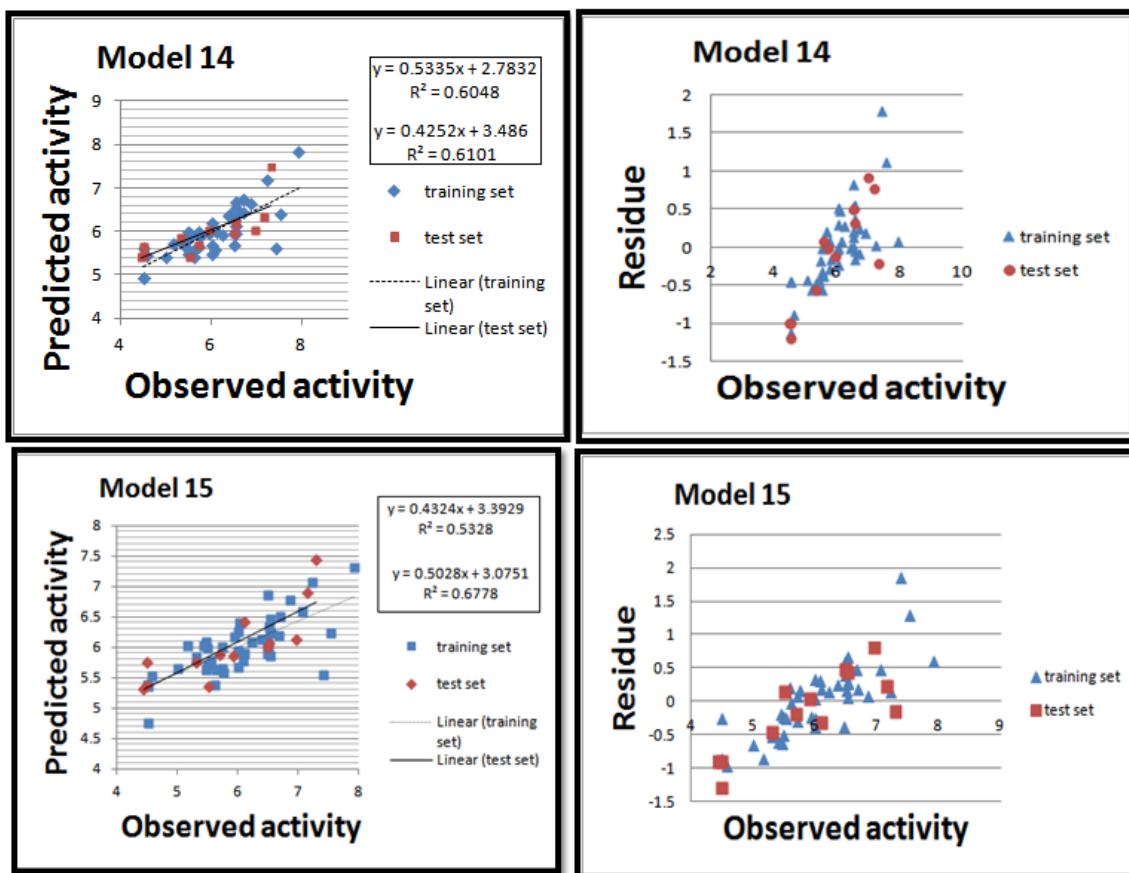 Model 14
y = 0.5335x + 2.7832
R² = 0.6048
y = 0.4252x + 3.486
R² = 0.6101
Predicted activity
9
8
7
6
5
4
4 6 8
Observed activity
training set
test set
Linear (training
set)
Linear (test set)
Model 14
Residue
2
1.5
1
0.5
0
-0.5
-1
-1.5
2 4 6 8 10
Observed activity
training set
test set
Model 15
y = 0.4324x + 3.3929
R² = 0.5328
y = 0.5028x + 3.0751
R² = 0.6778
Predicted activity
8
7.5
7
6.5
6
5.5
5
4.5
4
4 5 6 7 8
Observed activity
training set
test set
Linear (training
set)
Linear (test set)
Model 15
Residue
2.5
2
1.5
1
0.5
0
-0.5
-1
-1.5
4 5 6 7 8 9
Observed activity
training set
test set